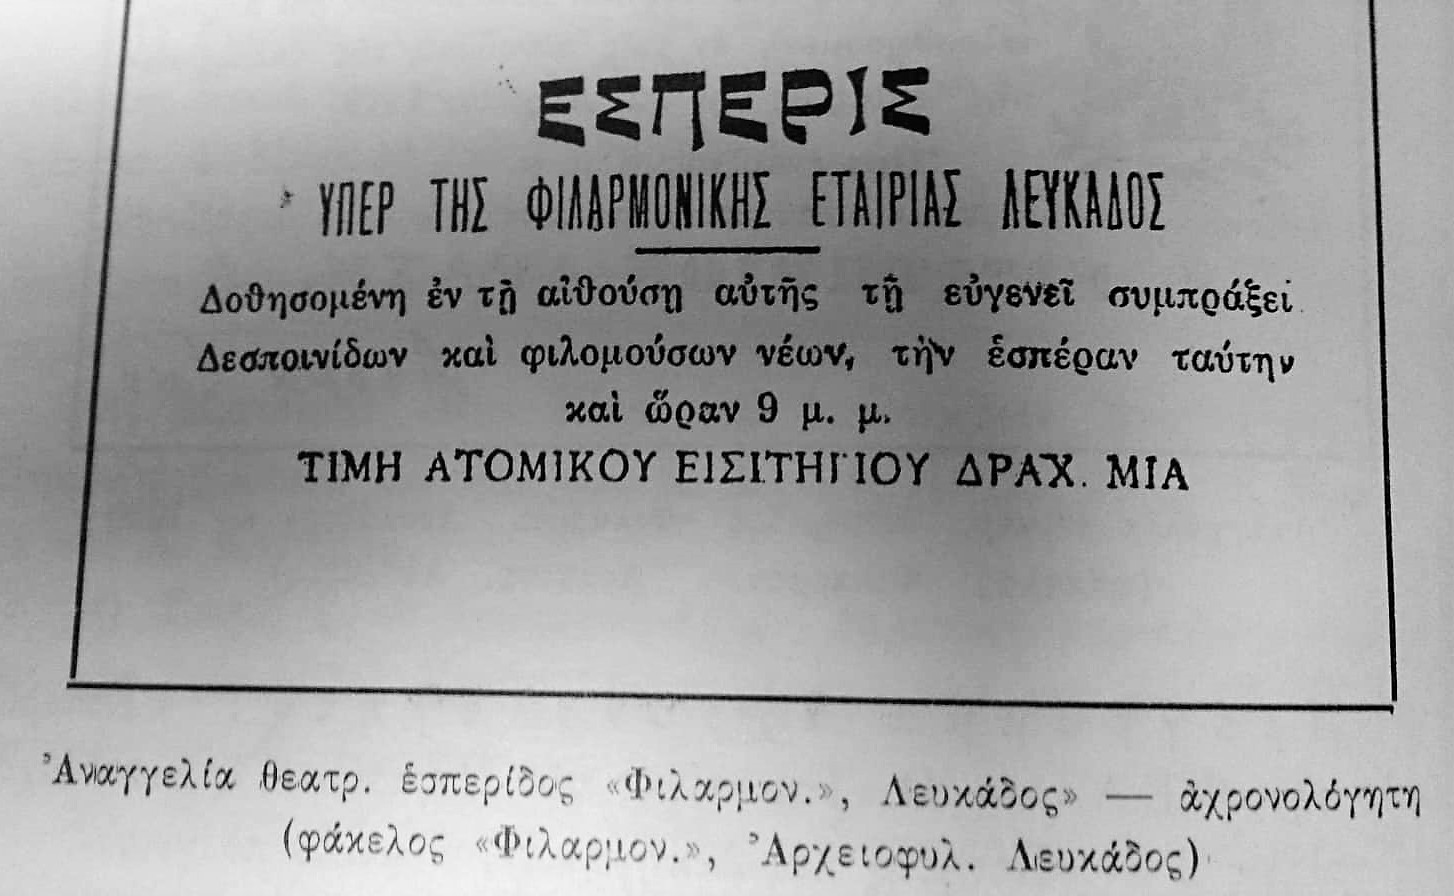 ΕΣΠΕΡΙΣ
ΥΠΕΡ ΤΗΣ ΦΙΛΑΡΜΟΝΙΚΗΣ ΕΤΑΙΡΙΑΣ ΛΕΥΚΑΔΟΣ
Δοθησομένη ἐν τῇ αἰθούσῃ αὐτῆς τῇ εὐγενεῖ συμπράξει
Δεσποινίδων καὶ φιλομούσων νέων, τὴν ἑσπέραν ταύτην
καὶ ὥραν 9 μ. μ.
ΤΙΜΗ ΑΤΟΜΙΚΟΥ ΕΙΣΙΤΗΡΙΟΥ ΔΡΑΧ. ΜΙΑ
Ἀναγγελία θεατρ. ἑσπερίδος «Φιλαρμον.», Λευκάδος» — ἀχρονολόγητη
(φάκελος «Φιλαρμον.», Ἀρχειοφυλ. Λευκάδος)